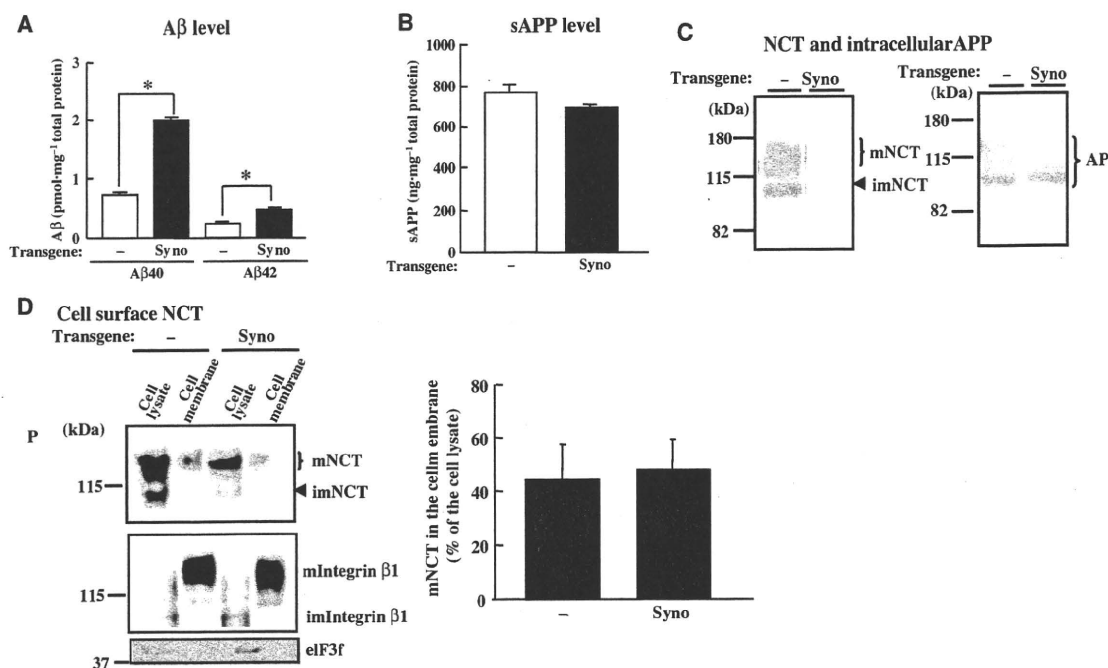 A
Aβ level
Aβ (pmol·mg⁻¹ total protein)
3
2
1
0
*
*
Transgene:
– Syno – Syno
Aβ40 Aβ42
B
sAPP level
sAPP (ng·mg⁻¹ total protein)
1000
800
600
400
200
0
Transgene:
– Syno
C
NCT and intracellularAPP
Transgene: – Syno
(kDa)
180
115
82
mNCT
imNCT
Transgene: – Syno
(kDa)
180
115
82
AP
D
Cell surface NCT
Transgene: – Syno
Cell lysate
Cell membrane
Cell lysate
Cell membrane
P
(kDa)
115
mNCT
imNCT
115
mIntegrin β1
imIntegrin β1
37
eIF3f
mNCT in the cellm embrane
(% of the cell lysate)
80
60
40
20
0
– Syno